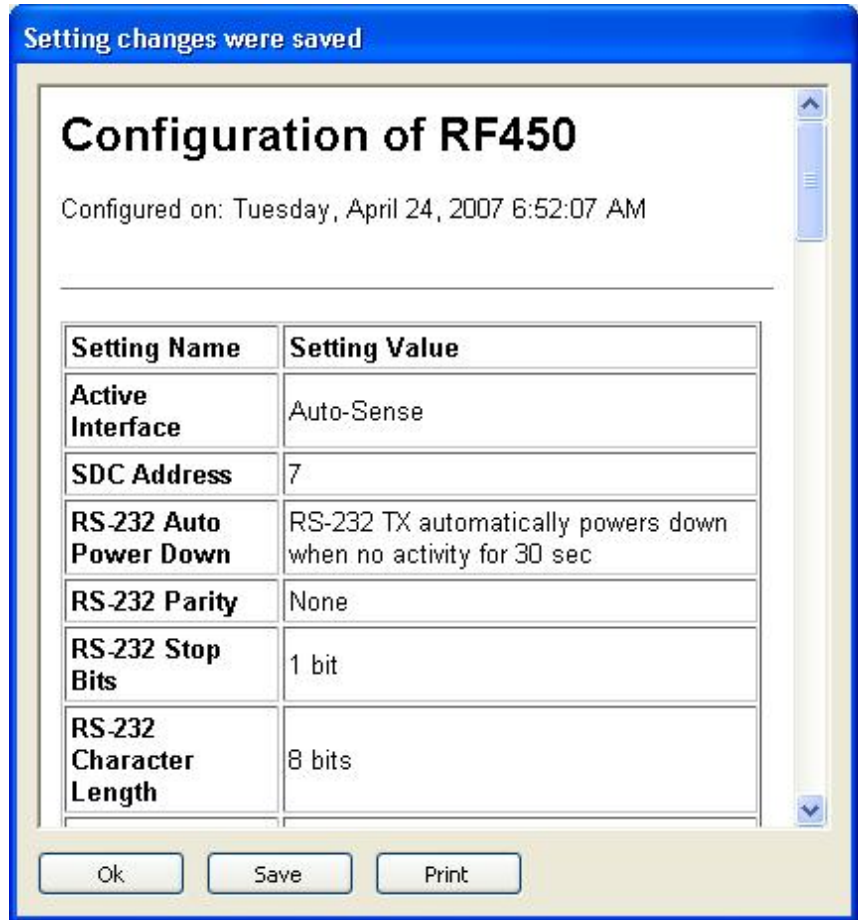 Setting changes were saved
Configuration of RF450
Configured on: Tuesday, April 24, 2007 6:52:07 AM
Setting Name Setting Value
Active
Interface
Auto-Sense
SDC Address 7
RS-232 Auto
Power Down
RS-232 TX automatically powers down
when no activity for 30 sec
RS-232 Parity None
RS-232 Stop
Bits
1 bit
RS-232
Character
Length
8 bits
Ok Save Print